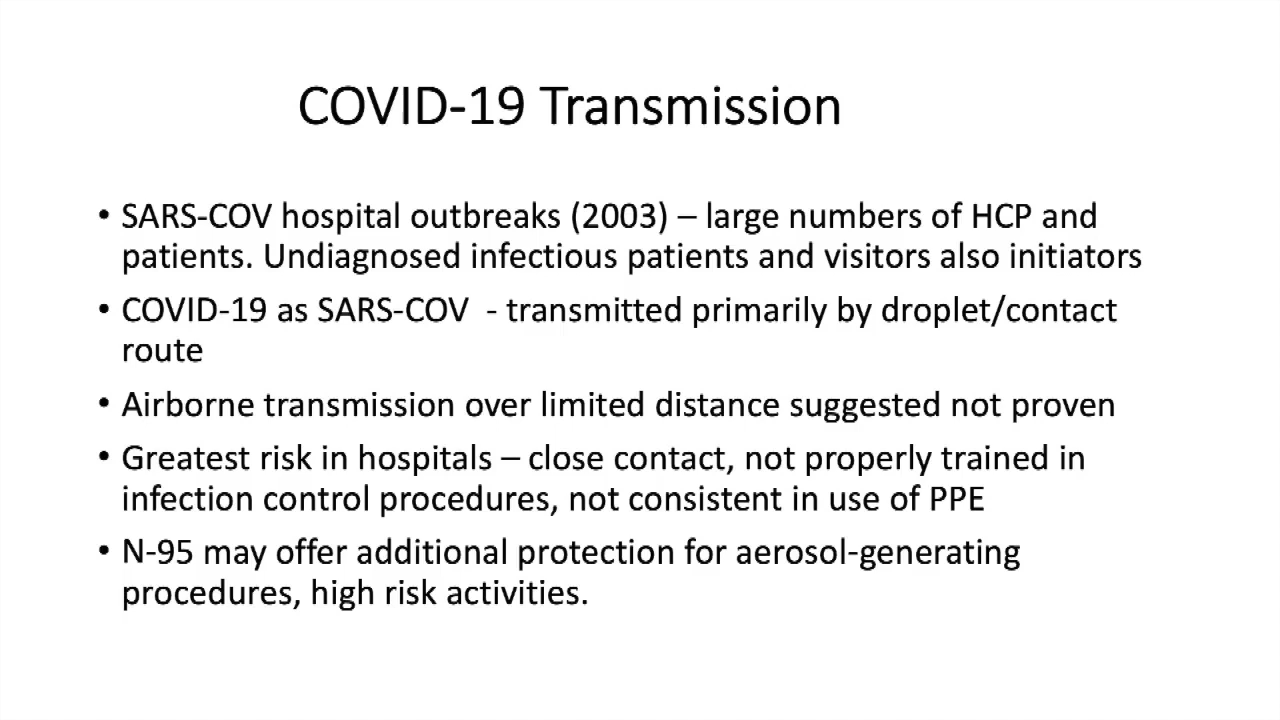 COVID-19 Transmission
• SARS-COV hospital outbreaks (2003) – large numbers of HCP and
patients. Undiagnosed infectious patients and visitors also initiators
• COVID-19 as SARS-COV  - transmitted primarily by droplet/contact
route
• Airborne transmission over limited distance suggested not proven
• Greatest risk in hospitals – close contact, not properly trained in
infection control procedures, not consistent in use of PPE
• N-95 may offer additional protection for aerosol-generating
procedures, high risk activities.